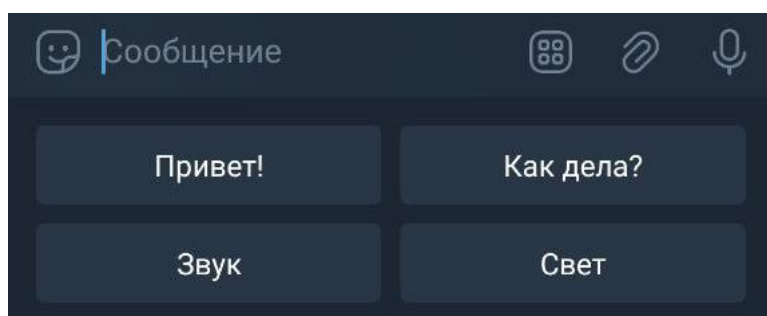 Сообщение
Привет!
Как дела?
Звук
Свет